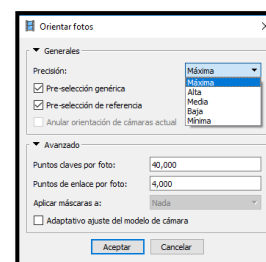 Orientar fotos
Generales
Precisión: Máxima
Máxima
Alta
Media
Baja
Mínima
Pre-selección genérica
Pre-selección de referencia
Anular orientación de cámaras actual
Avanzado
Puntos claves por foto: 40,000
Puntos de enlace por foto: 4,000
Aplicar máscaras a: Nada
Adaptativo ajuste del modelo de cámara
Aceptar Cancelar